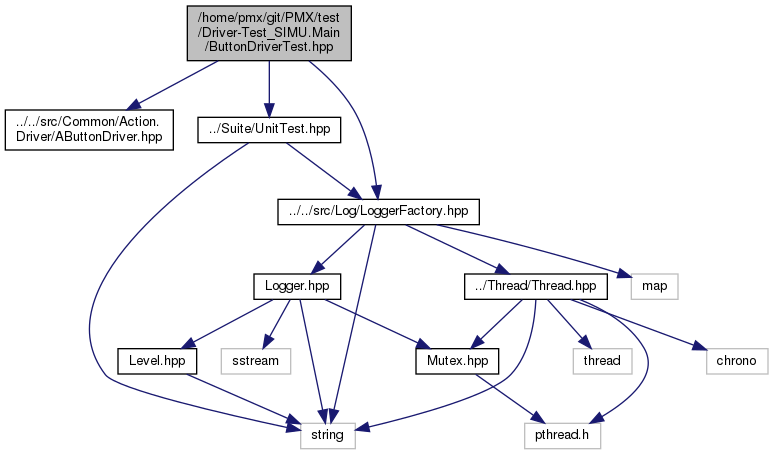 /home/pmx/git/PMX/test
/Driver-Test_SIMU.Main
/ButtonDriverTest.hpp
../../src/Common/Action.
Driver/AButtonDriver.hpp
../Suite/UnitTest.hpp
../../src/Log/LoggerFactory.hpp
Logger.hpp
../Thread/Thread.hpp
map
Level.hpp
sstream
Mutex.hpp
thread
chrono
string
pthread.h